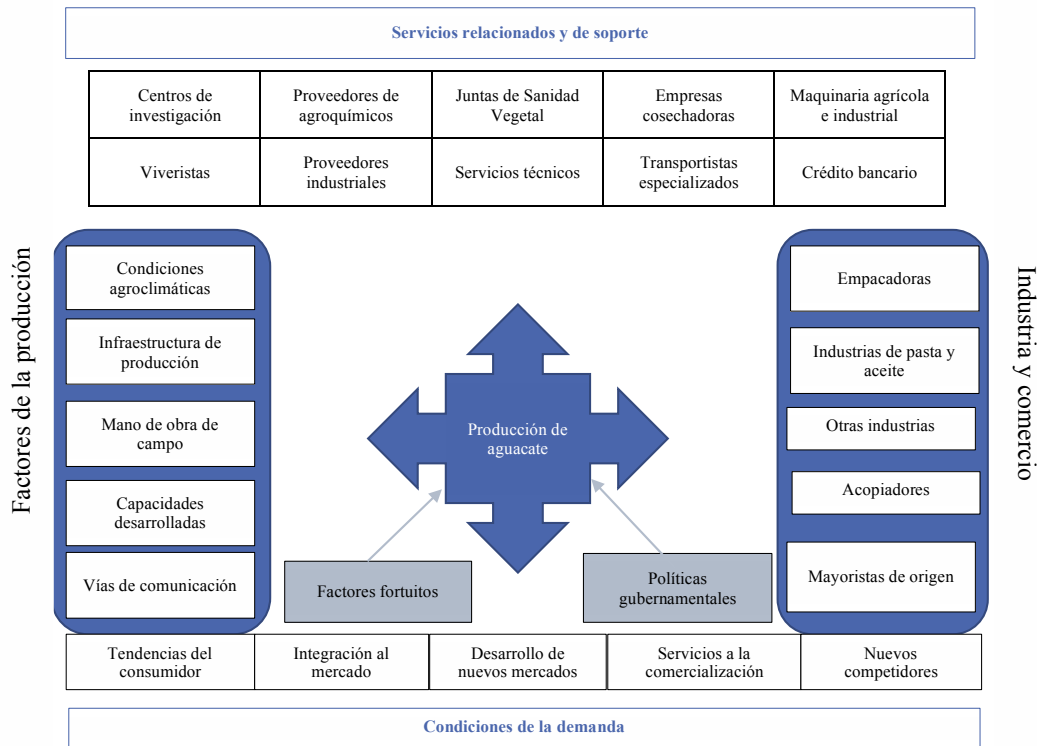 Servicios relacionados y de soporte
Centros de
investigación
Proveedores de
agroquímicos
Juntas de Sanidad
Vegetal
Empresas
cosechadoras
Maquinaria agrícola
e industrial
Viveristas
Proveedores
industriales
Servicios técnicos
Transportistas
especializados
Crédito bancario
Factores de la producción
Condiciones
agroclimáticas
Infraestructura de
producción
Mano de obra de
campo
Capacidades
desarrolladas
Vías de comunicación
Producción de
aguacate
Factores fortuitos
Políticas
gubernamentales
Empacadoras
Industrias de pasta y
aceite
Otras industrias
Acopiadores
Mayoristas de origen
Industria y comercio
Tendencias del
consumidor
Integración al
mercado
Desarrollo de
nuevos mercados
Servicios a la
comercialización
Nuevos
competidores
Condiciones de la demanda